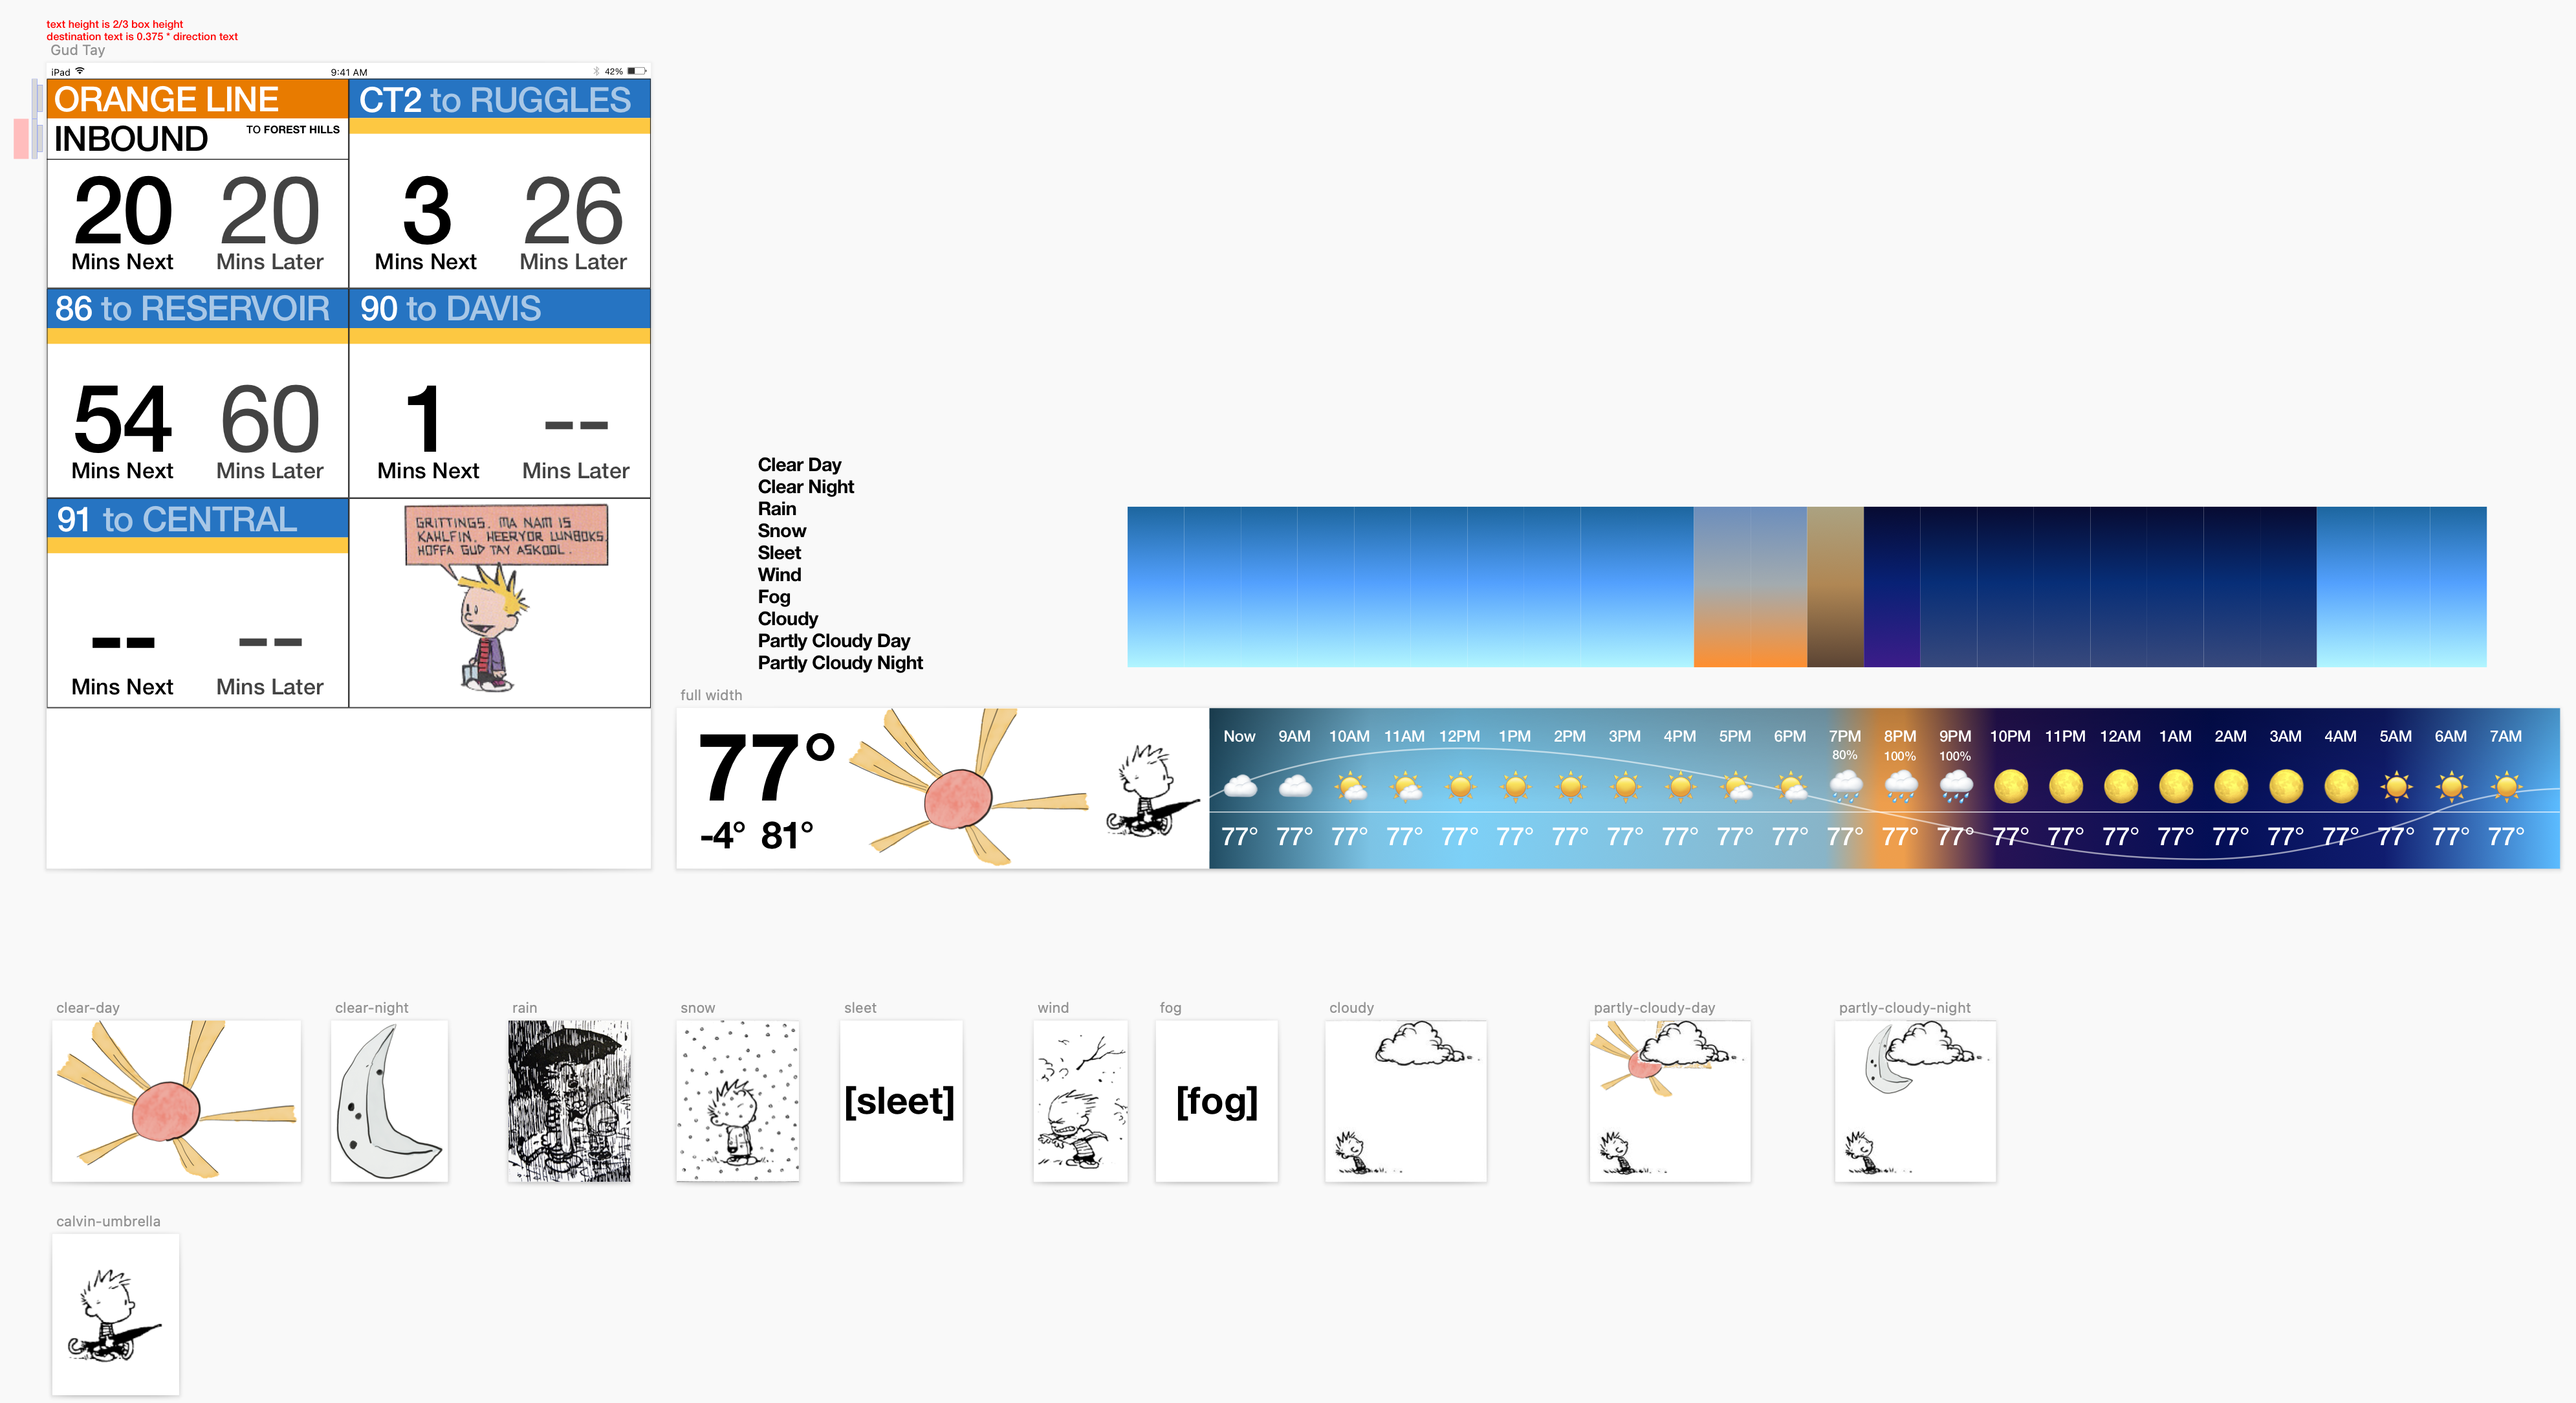 text height is 2/3 box height
destination text is 0.375 * direction text
Gud Tay
iPad 9:41 AM 42%
ORANGE LINE
INBOUND TO FOREST HILLS
20 20
Mins Next Mins Later
CT2 to RUGGLES
3 26
Mins Next Mins Later
86 to RESERVOIR
54 60
Mins Next Mins Later
90 to DAVIS
1 --
Mins Next Mins Later
91 to CENTRAL
-- --
Mins Next Mins Later
GRITTINGS. MA NAM IS
KAHLFIN. HEERYOR LUNBOKS.
HOFFA GUD TAY ASKOOL.
Clear Day
Clear Night
Rain
Snow
Sleet
Wind
Fog
Cloudy
Partly Cloudy Day
Partly Cloudy Night
full width
77°
-4° 81°
Now 9AM 10AM 11AM 12PM 1PM 2PM 3PM 4PM 5PM 6PM 7PM 8PM 9PM 10PM 11PM 12AM 1AM 2AM 3AM 4AM 5AM 6AM 7AM
80% 100% 100%
77° 77° 77° 77° 77° 77° 77° 77° 77° 77° 77° 77° 77° 77° 77° 77° 77° 77° 77° 77° 77° 77° 77° 77°
clear-day
clear-night
rain
snow
sleet
[sleet]
wind
fog
[fog]
cloudy
partly-cloudy-day
partly-cloudy-night
calvin-umbrella